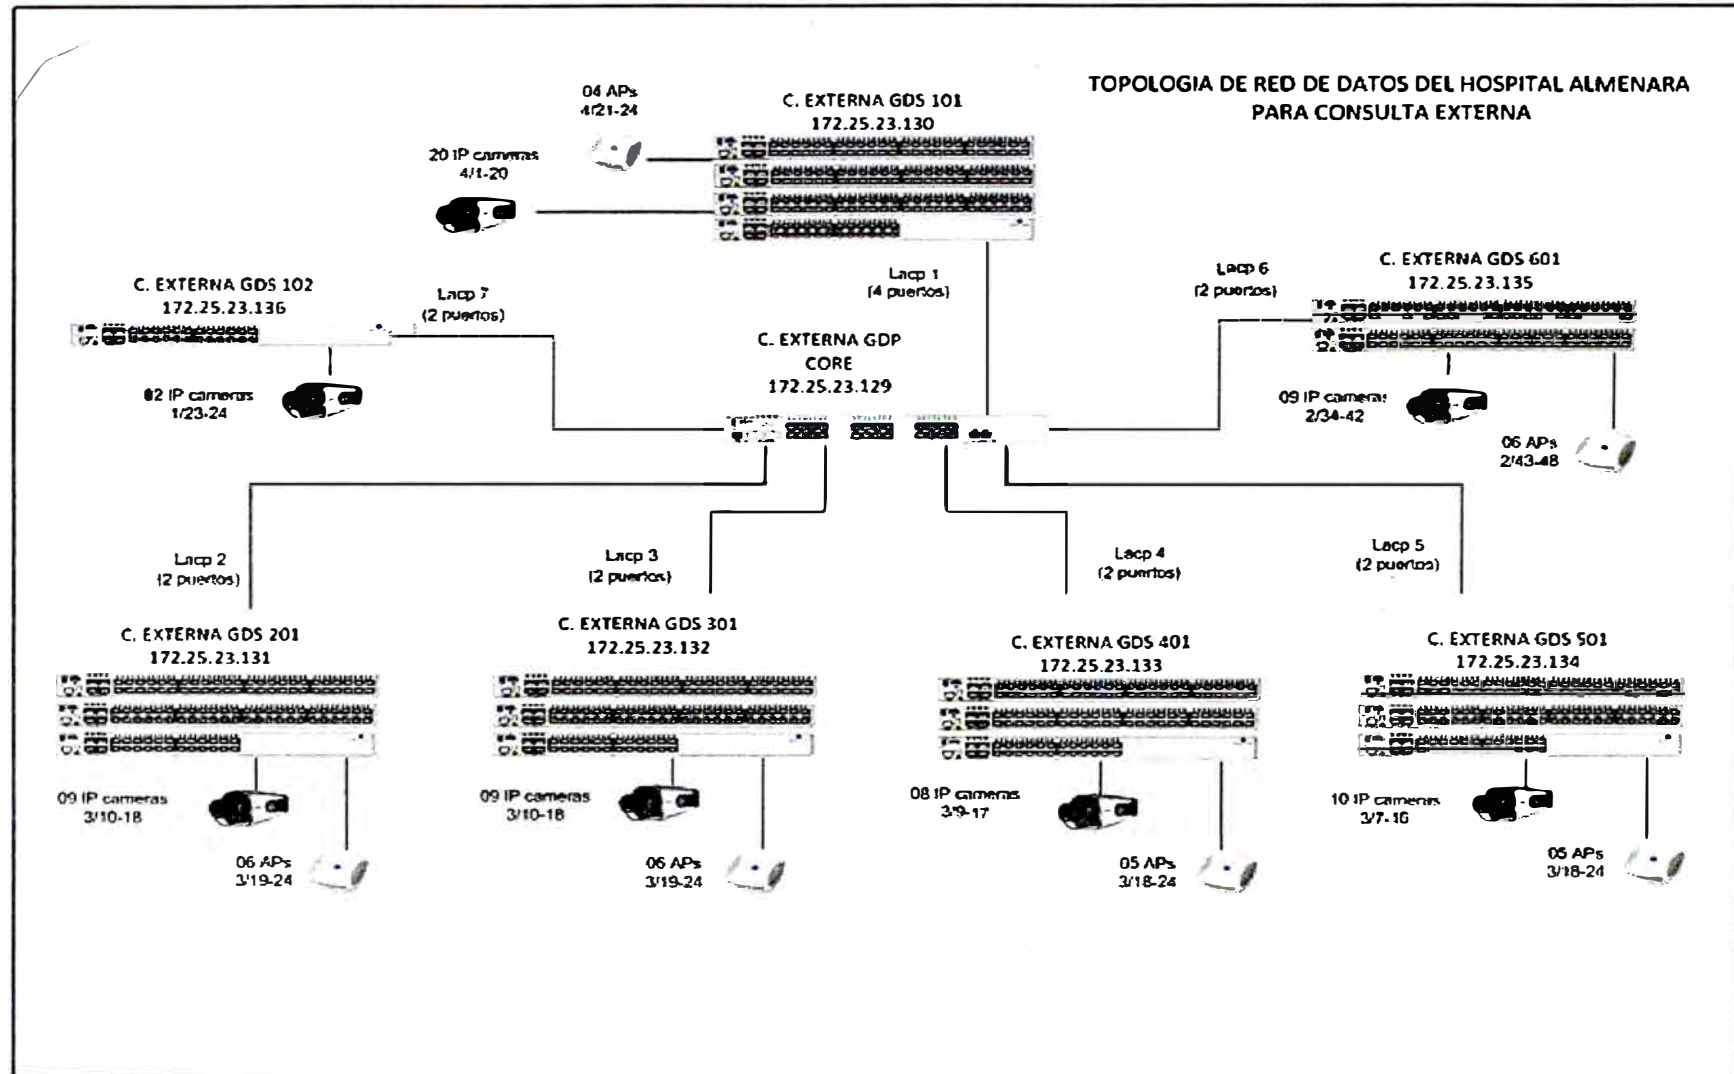 TOPOLOGIA DE RED DE DATOS DEL HOSPITAL ALMENARA
PARA CONSULTA EXTERNA
04 APs
4/21-24
C. EXTERNA GDS 101
172.25.23.130
20 IP cameras
4/1-20
C. EXTERNA GDS 102
172.25.23.136
Lacp 7
(2 puertos)
Lacp 1
(4 puertos)
Lacp 6
(2 puertos)
C. EXTERNA GDS 601
172.25.23.135
C. EXTERNA GDP
CORE
172.25.23.129
02 IP cameras
1/23-24
09 IP cameras
2/34-42
06 APs
2/43-48
Lacp 2
(2 puertos)
Lacp 3
(2 puertos)
Lacp 4
(2 puertos)
Lacp 5
(2 puertos)
C. EXTERNA GDS 201
172.25.23.131
C. EXTERNA GDS 301
172.25.23.132
C. EXTERNA GDS 401
172.25.23.133
C. EXTERNA GDS 501
172.25.23.134
09 IP cameras
3/10-18
09 IP cameras
3/10-18
08 IP cameras
3/9-17
10 IP cameras
3/7-16
06 APs
3/19-24
06 APs
3/19-24
05 APs
3/18-24
05 APs
3/18-24